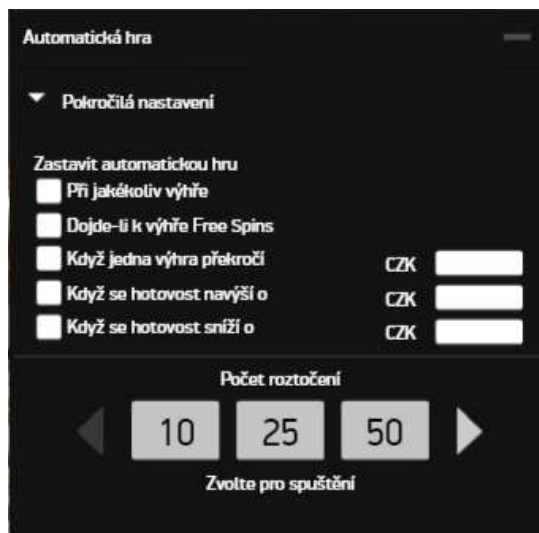 Automatická hra
Pokročilá nastavení
Zastavit automatickou hru
Při jakékoliv výhře
Dojde-li k výhře Free Spins
Když jedna výhra překročí CZK
Když se hotovost navýší o CZK
Když se hotovost sníží o CZK
Počet roztočení
10 25 50
Zvolte pro spuštění